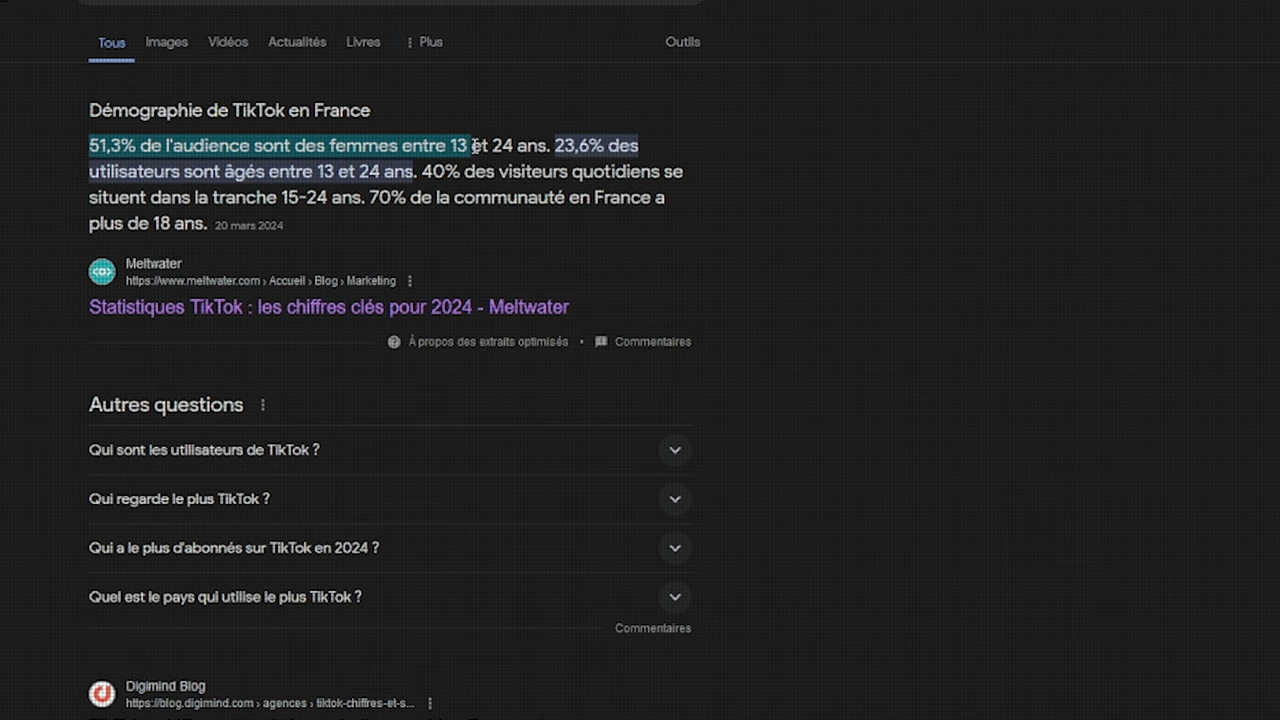 Tous Images Vidéos Actualités Livres Plus Outils
Démographie de TikTok en France
51,3% de l'audience sont des femmes entre 13 et 24 ans. 23,6% des
utilisateurs sont âgés entre 13 et 24 ans. 40% des visiteurs quotidiens se
situent dans la tranche 15-24 ans. 70% de la communauté en France a
plus de 18 ans. 20 mars 2024
Meltwater
https://www.meltwater.com › Accueil › Blog › Marketing
Statistiques TikTok : les chiffres clés pour 2024 - Meltwater
À propos des extraits optimisés • Commentaires
Autres questions
Qui sont les utilisateurs de TikTok ?
Qui regarde le plus TikTok ?
Qui a le plus d'abonnés sur TikTok en 2024 ?
Quel est le pays qui utilise le plus TikTok ?
Commentaires
Digimind Blog
https://blog.digimind.com › agences › tiktok-chiffres-et-s...